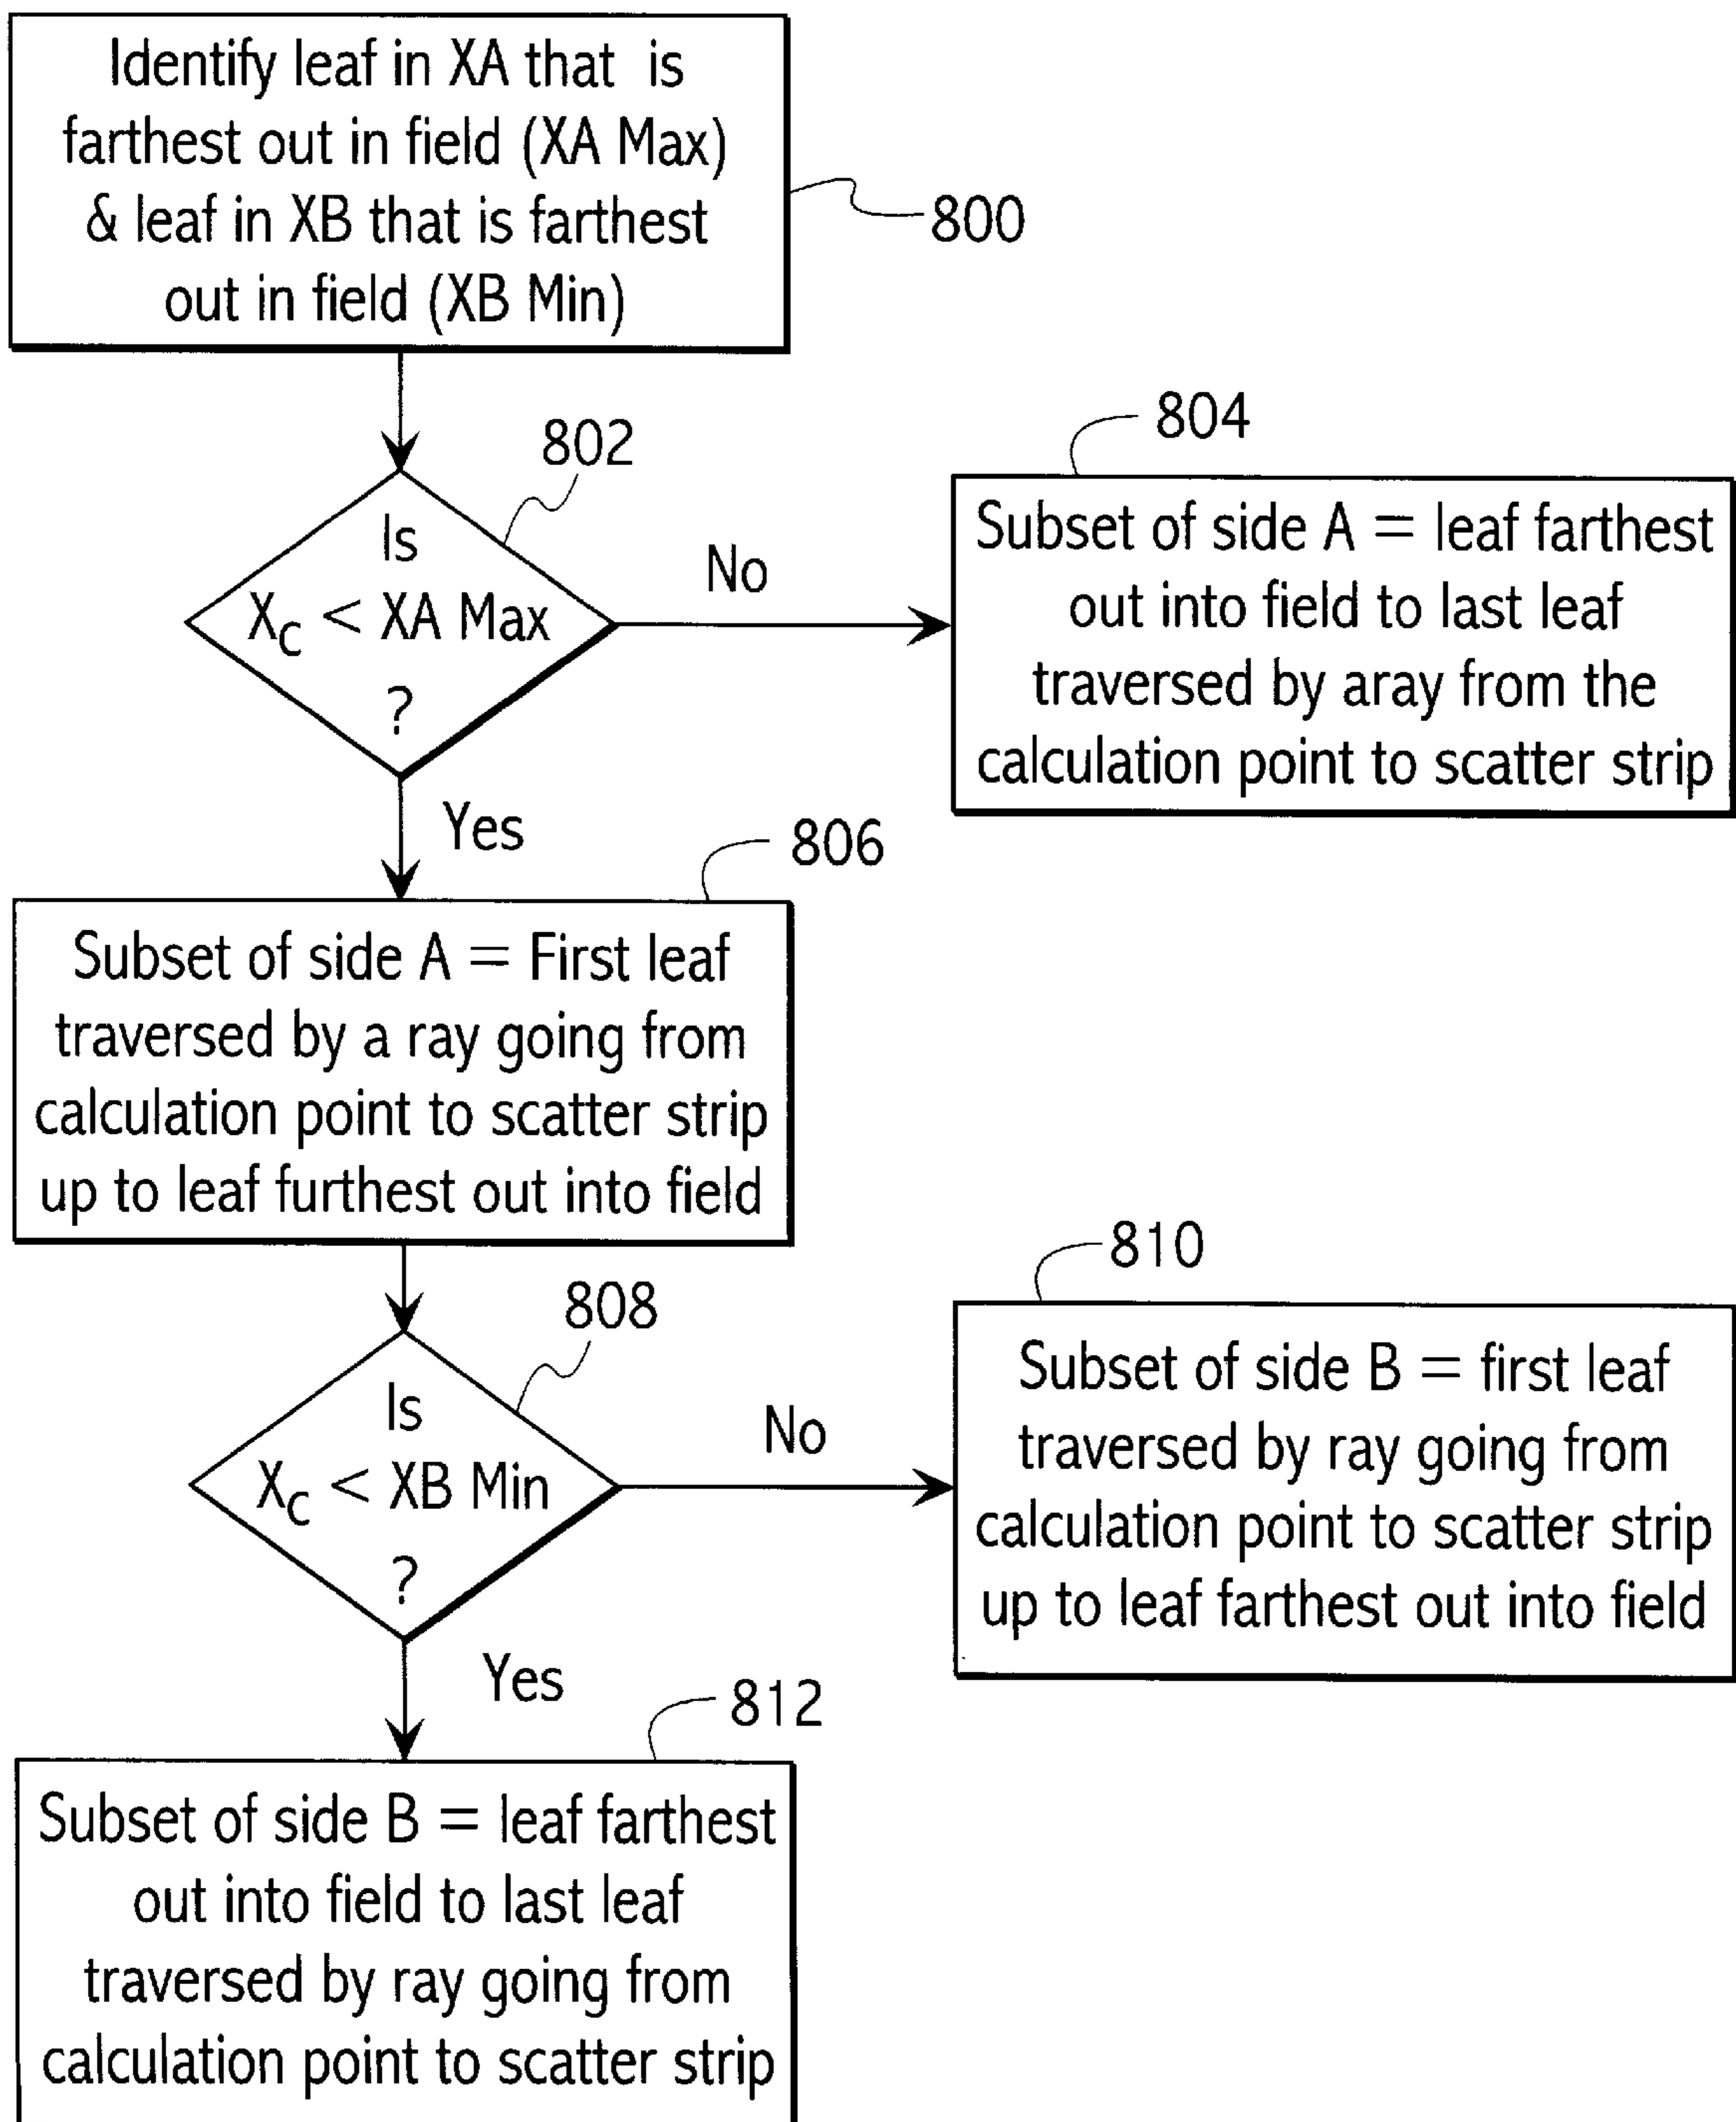 Identify leaf in XA that is
farthest out in field (XA Max)
& leaf in XB that is farthest
out in field (XB Min)
800
802
Is
Xc < XA Max
?
No
804
Subset of side A = leaf farthest
out into field to last leaf
traversed by aray from the
calculation point to scatter strip
Yes
806
Subset of side A = First leaf
traversed by a ray going from
calculation point to scatter strip
up to leaf furthest out into field
808
Is
Xc < XB Min
?
No
810
Subset of side B = first leaf
traversed by ray going from
calculation point to scatter strip
up to leaf farthest out into field
Yes
812
Subset of side B = leaf farthest
out into field to last leaf
traversed by ray going from
calculation point to scatter strip